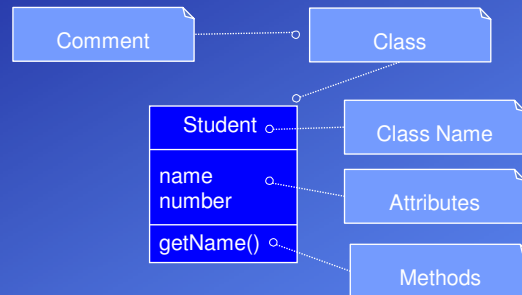 Comment
Class
Student
Class Name
name
number
Attributes
getName()
Methods